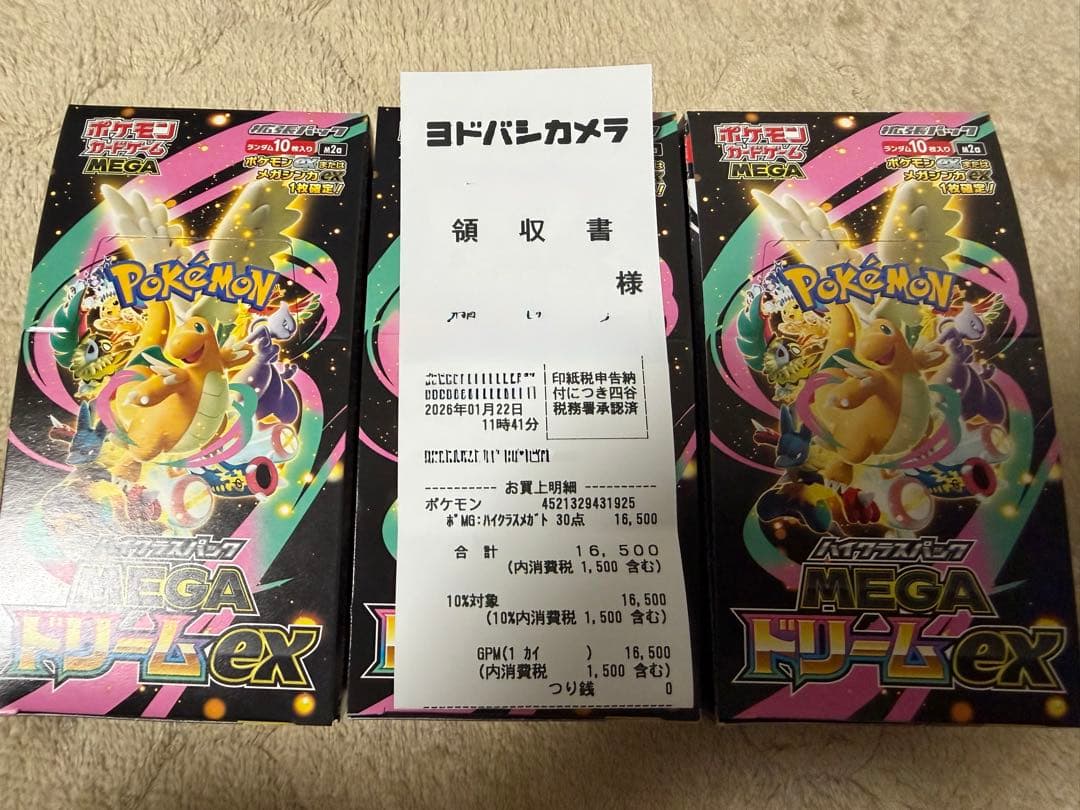 ポケモン
カードゲーム
MEGA
拡張パック
ランダム10枚入り M2a
ポケモンexまたは
メガシンカex
1枚確定!
POKéMON
ハイクラスパック
MEGA
ドリームex
ヨドバシカメラ
領 収 書
様
印紙税申告納
付につき四谷
税務署承認済
2026年01月22日
11時41分
---------- お買上明細 ----------
ポケモン 4521329431925
ポMG:ハイクラスメガト 30点 16,500
合 計 16,500
(内消費税 1,500 含む)
10%対象 16,500
(10%内消費税 1,500 含む)
GPM(1 カイ ) 16,500
(内消費税 1,500 含む)
つり銭 0
ポケモン
カードゲーム
MEGA
拡張パック
ランダム10枚入り M2a
ポケモンexまたは
メガシンカex
1枚確定!
POKéMON
ハイクラスパック
MEGA
ドリームex